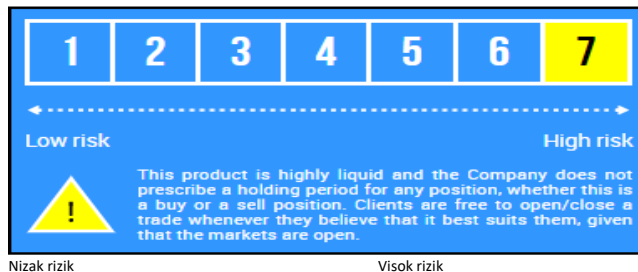 1 2 3 4 5 6 7
Low risk High risk
This product is highly liquid and the Company does not
prescribe a holding period for any position, whether this is
a buy or a sell position. Clients are free to open/close a
trade whenever they believe that it best suits them, given
that the markets are open.
!
Nizak rizik Visok rizik